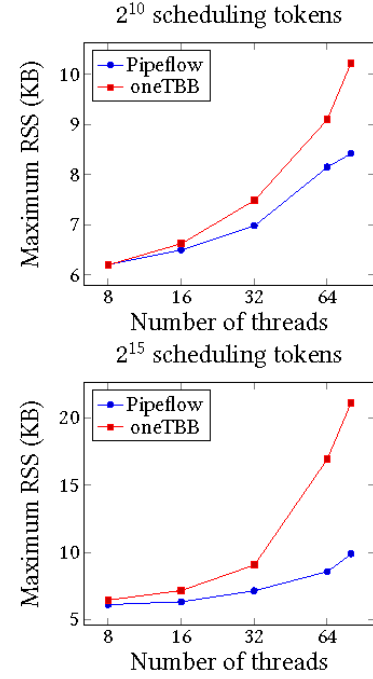 2^10 scheduling tokens
Maximum RSS (KB)
Pipeflow
oneTBB
10
9
8
7
6
8 16 32 64
Number of threads
2^15 scheduling tokens
Maximum RSS (KB)
Pipeflow
oneTBB
20
15
10
5
8 16 32 64
Number of threads